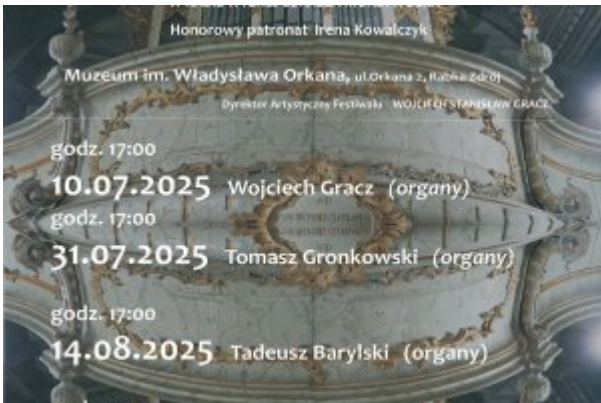 Honorowy patronat Irena Kowalczyk
Muzeum im. Władysława Orkana, ul.Orkana 2, Rabka Zdrój
Dyrektor Artystyczny Festiwalu WOJCIECH STANISŁAW GRACZ
godz. 17:00
10.07.2025 Wojciech Gracz (organy)
godz. 17:00
31.07.2025 Tomasz Gronkowski (organy)
godz. 17:00
14.08.2025 Tadeusz Barylski (organy)